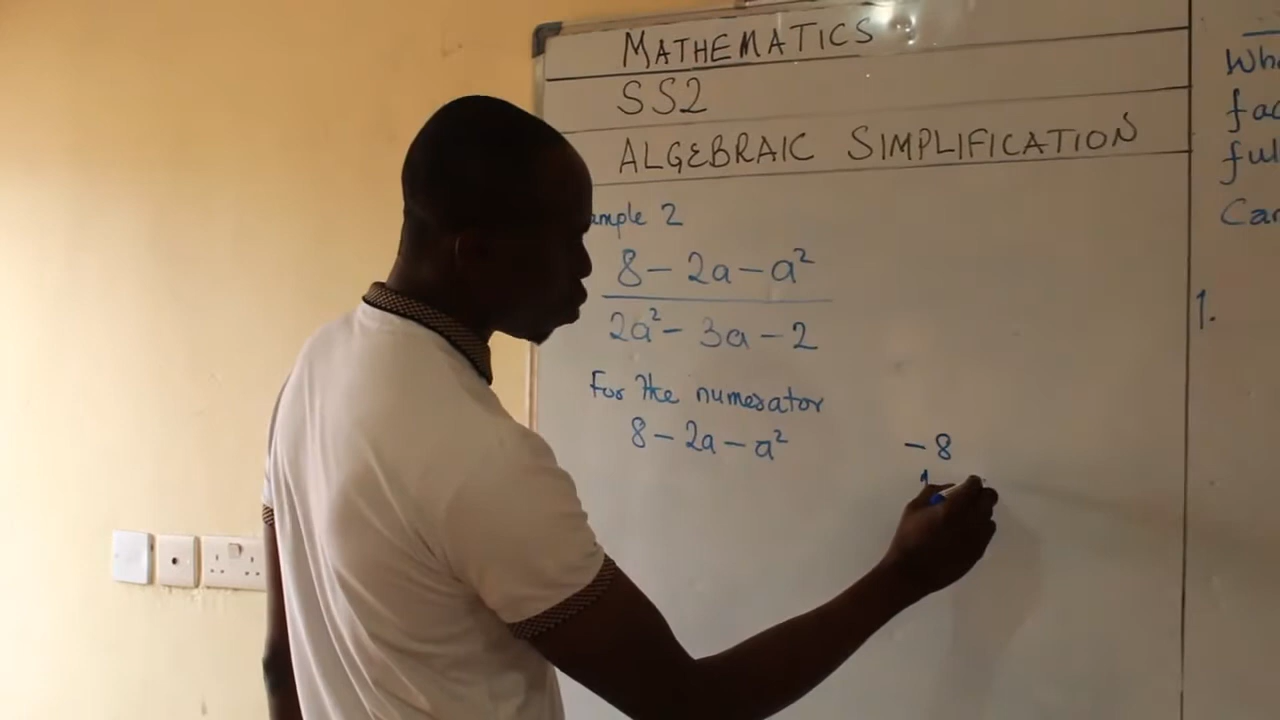 MATHEMATICS
SS2
ALGEBRAIC SIMPLIFICATION
ample 2
8 - 2a - a²
2a² - 3a - 2
For the numerator
8 - 2a - a²
- 8
1.